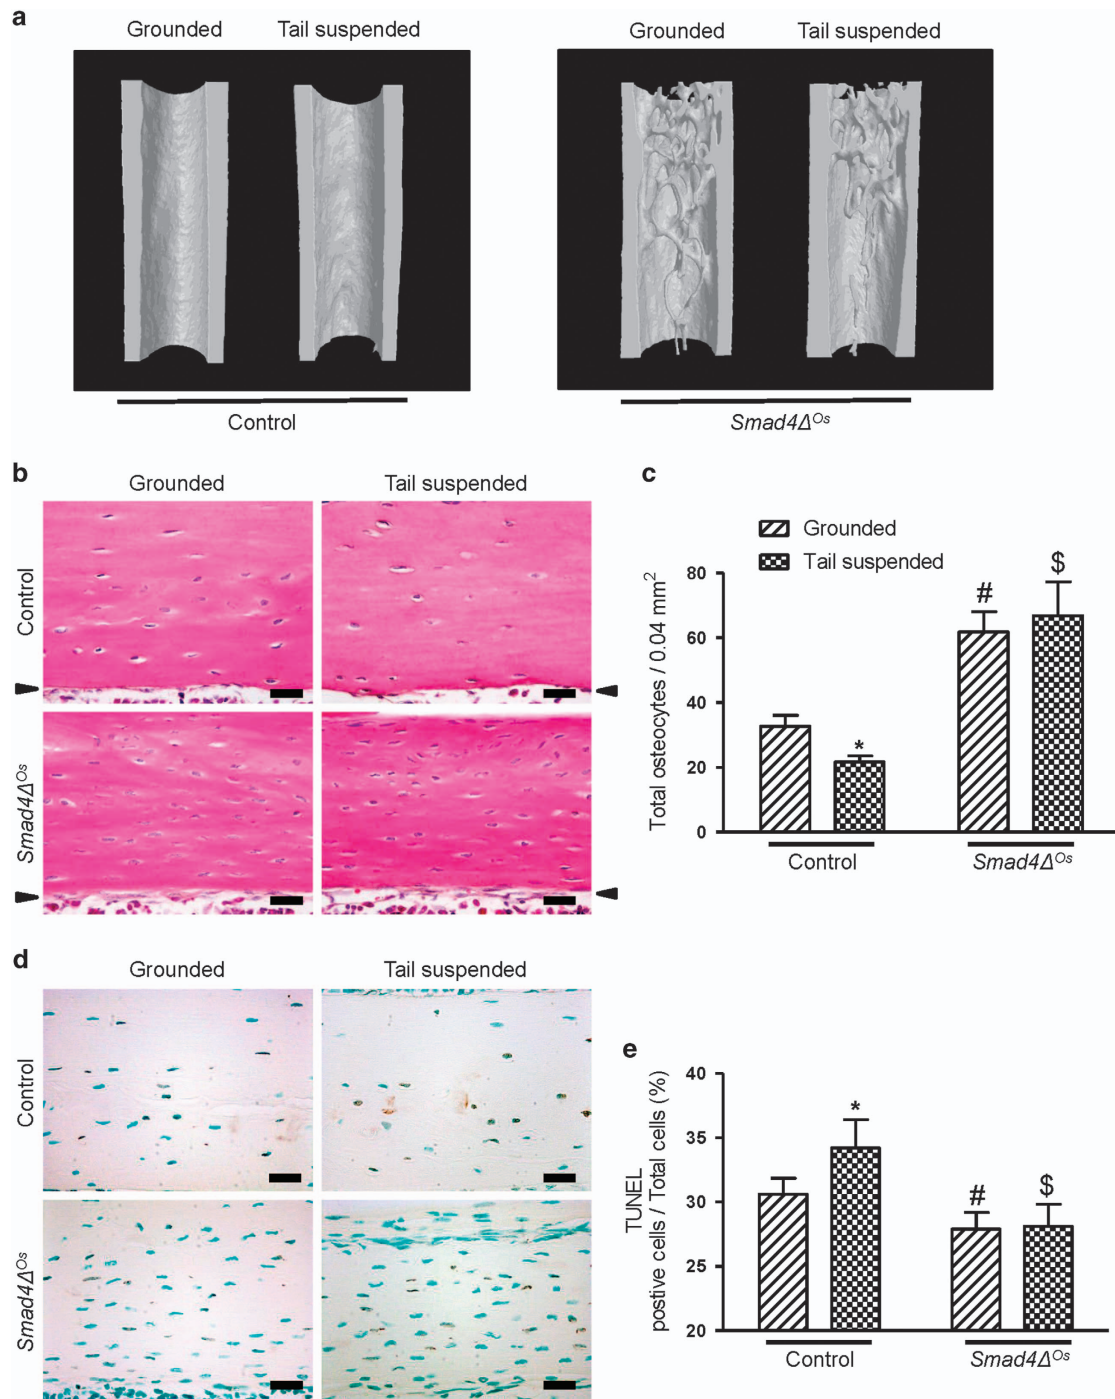 a
Grounded Tail suspended Grounded Tail suspended
Control Smad4Δᴼˢ
b
Grounded Tail suspended
Control
Smad4Δᴼˢ
c
Grounded
Tail suspended
Total osteocytes / 0.04 mm²
80
60
40
20
0
*
#
$
Control Smad4Δᴼˢ
d
Grounded Tail suspended
Control
Smad4Δᴼˢ
e
TUNEL
postive cells / Total cells (%)
40
35
30
25
20
*
#
$
Control Smad4Δᴼˢ